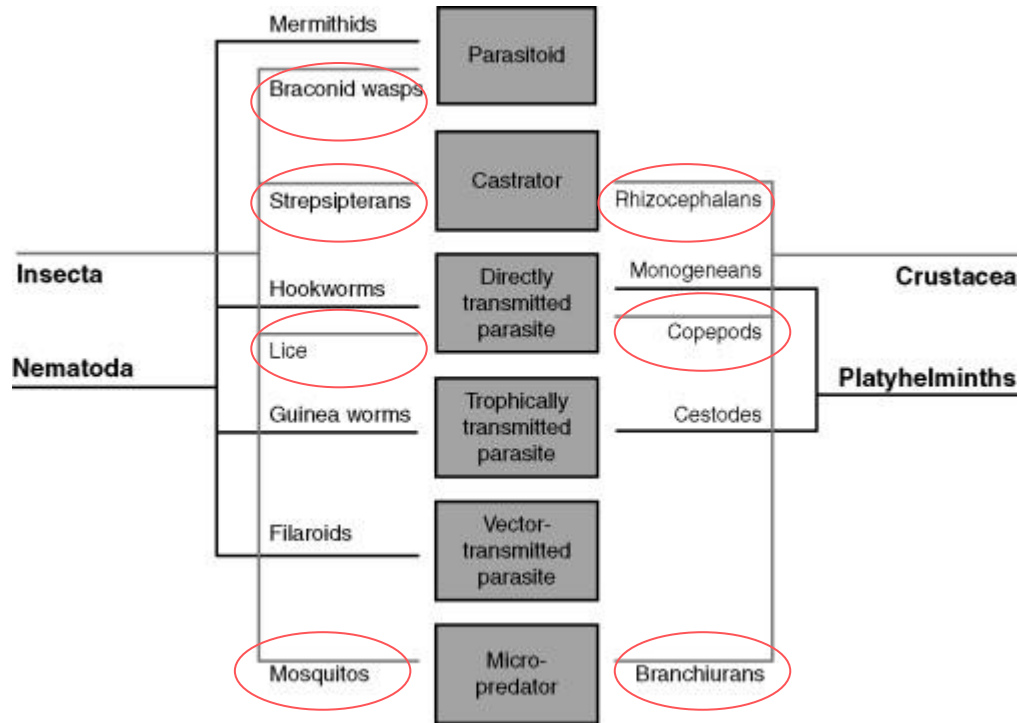 Mermithids
Parasitoid
Braconid wasps
Castrator
Strepsipterans
Rhizocephalans
Insecta
Directly
transmitted
parasite
Monogeneans
Crustacea
Hookworms
Lice
Copepods
Nematoda
Platyhelminths
Guinea worms
Trophically
transmitted
parasite
Cestodes
Filaroids
Vector-
transmitted
parasite
Mosquitos
Micro-
predator
Branchiurans